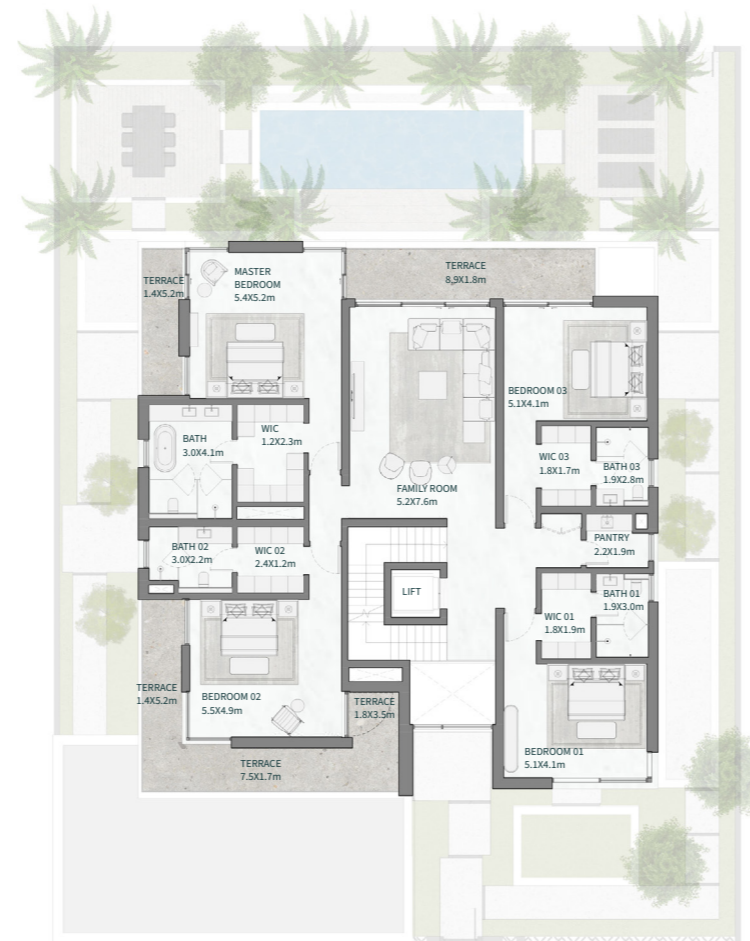 TERRACE
8,9X1.8m
MASTER
BEDROOM
5.4X5.2m
TERRACE
1.4X5.2m
BEDROOM 03
5.1X4.1m
WIC
1.2X2.3m
BATH
3.0X4.1m
WIC 03
1.8X1.7m
BATH 03
1.9X2.8m
FAMILY ROOM
5.2X7.6m
PANTRY
2.2X1.9m
BATH 02
3.0X2.2m
WIC 02
2.4X1.2m
LIFT
BATH 01
1.9X3.0m
WIC 01
1.8X1.9m
TERRACE
1.4X5.2m
BEDROOM 02
5.5X4.9m
TERRACE
1.8X3.5m
BEDROOM 01
5.1X4.1m
TERRACE
7.5X1.7m